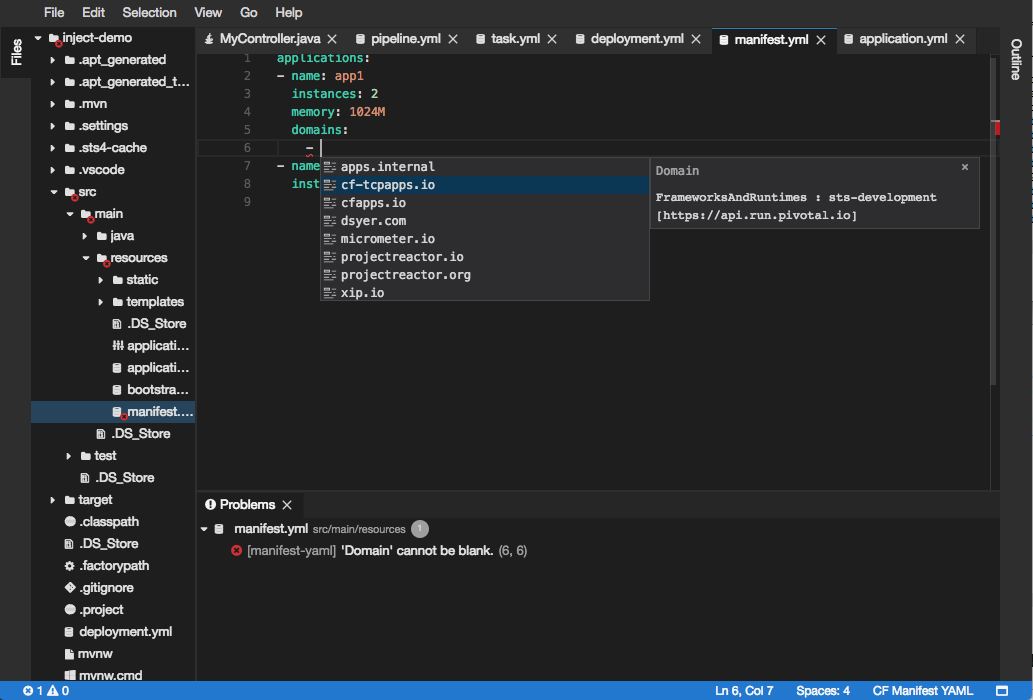 File Edit Selection View Go Help
Files
inject-demo
.apt_generated
.apt_generated_t...
.mvn
.settings
.sts4-cache
.vscode
src
main
java
resources
static
templates
.DS_Store
applicati...
applicati...
bootstra...
manifest....
.DS_Store
test
.DS_Store
target
.classpath
.DS_Store
.factorypath
.gitignore
.project
deployment.yml
mvnw
mvnw.cmd
MyController.java pipeline.yml task.yml deployment.yml manifest.yml application.yml
1 applications:
2 - name: app1
3 instances: 2
4 memory: 1024M
5 domains:
6 -
7 - name
8 inst
9
apps.internal
cf-tcpapps.io
cfapps.io
dsyer.com
micrometer.io
projectreactor.io
projectreactor.org
xip.io
Domain
FrameworksAndRuntimes : sts-development
[https://api.run.pivotal.io]
Outline
Problems
manifest.yml src/main/resources 1
[manifest-yaml] 'Domain' cannot be blank. (6, 6)
1 0 Ln 6, Col 7 Spaces: 4 CF Manifest YAML